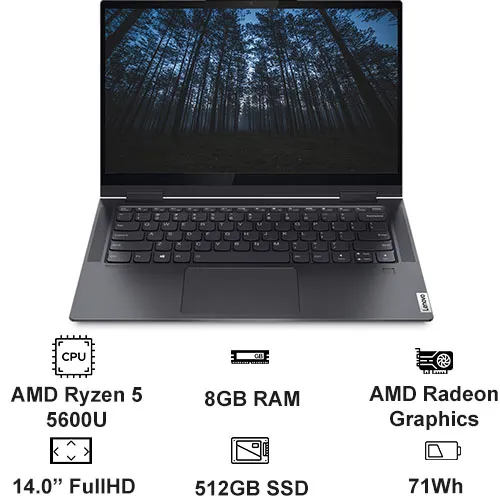 Lenovo
CPU
GB
AMD Ryzen 5
5600U
8GB RAM
AMD Radeon
Graphics
14.0” FullHD
512GB SSD
71Wh